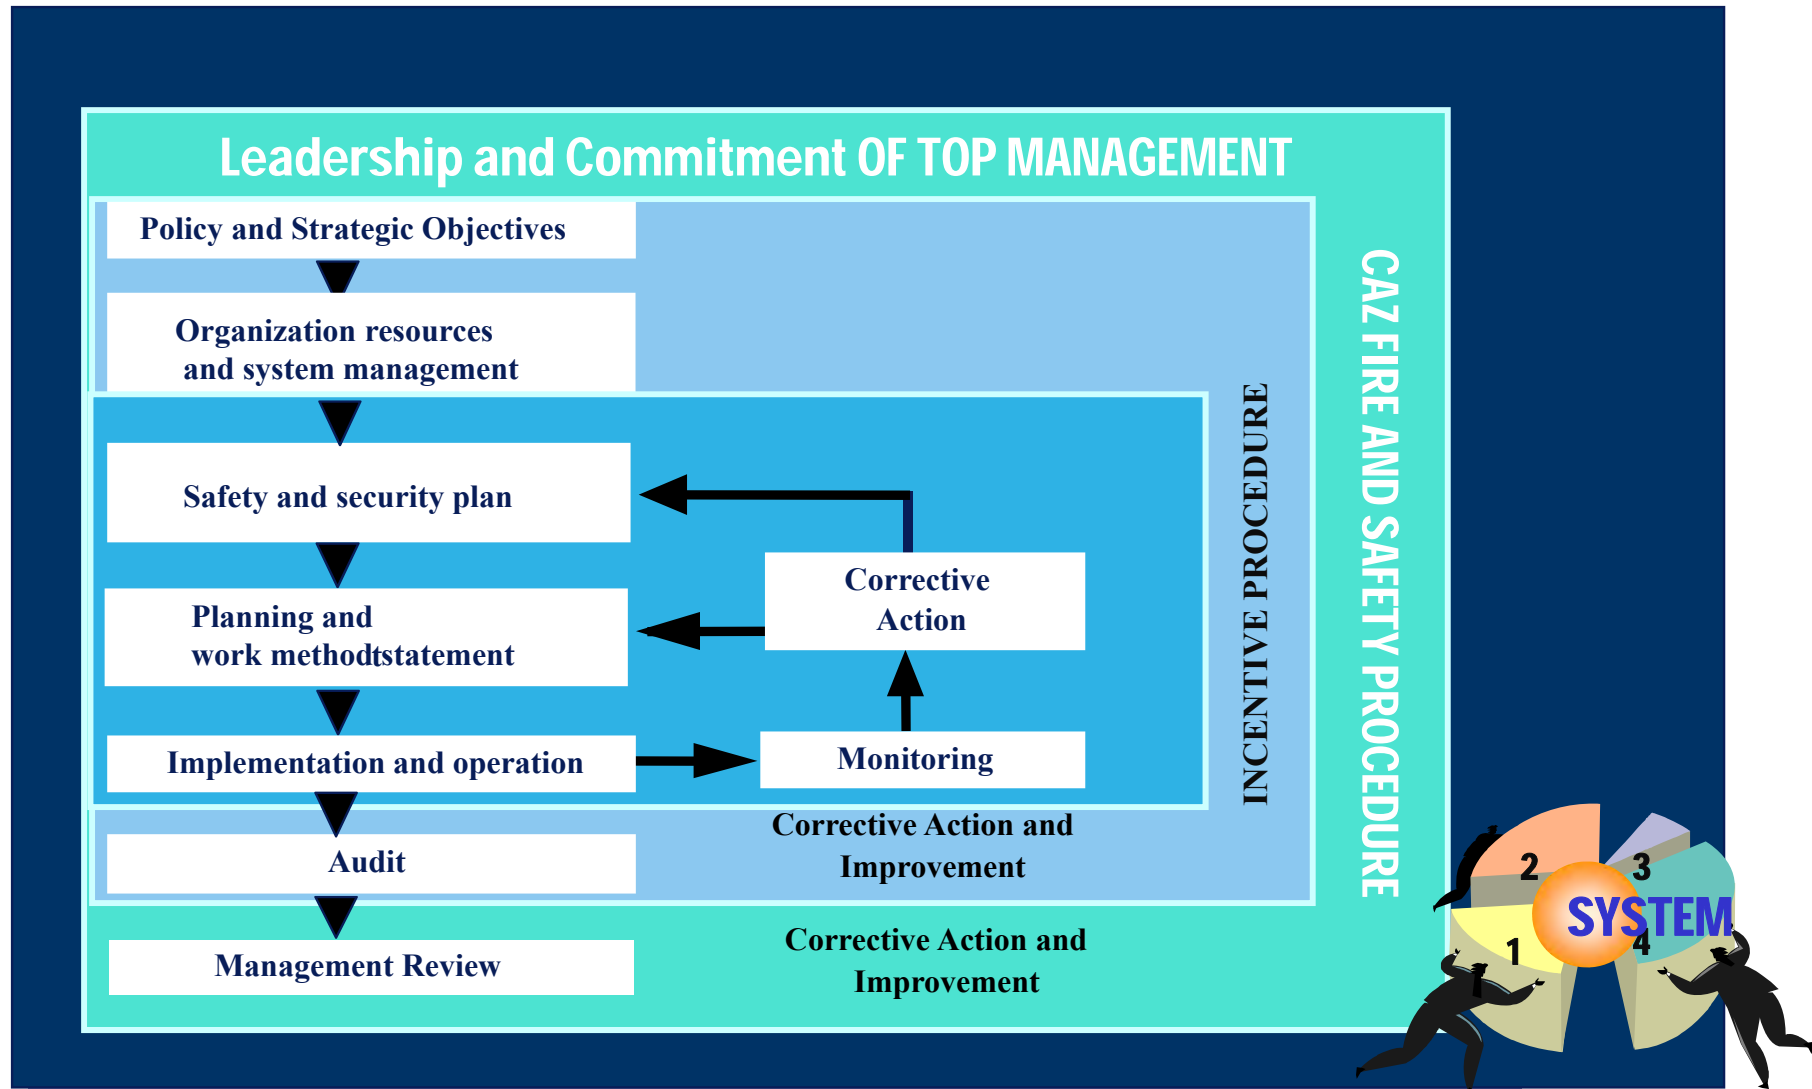 Leadership and Commitment OF TOP MANAGEMENT
Policy and Strategic Objectives
Organization resources
and system management
Safety and security plan
Planning and
work methodtstatement
Implementation and operation
Corrective
Action
Monitoring
Audit
Corrective Action and
Improvement
Management Review
Corrective Action and
Improvement
INCENTIVE PROCEDURE
CAZ FIRE AND SAFETY PROCEDURE
2
3
SYSTEM
1
4